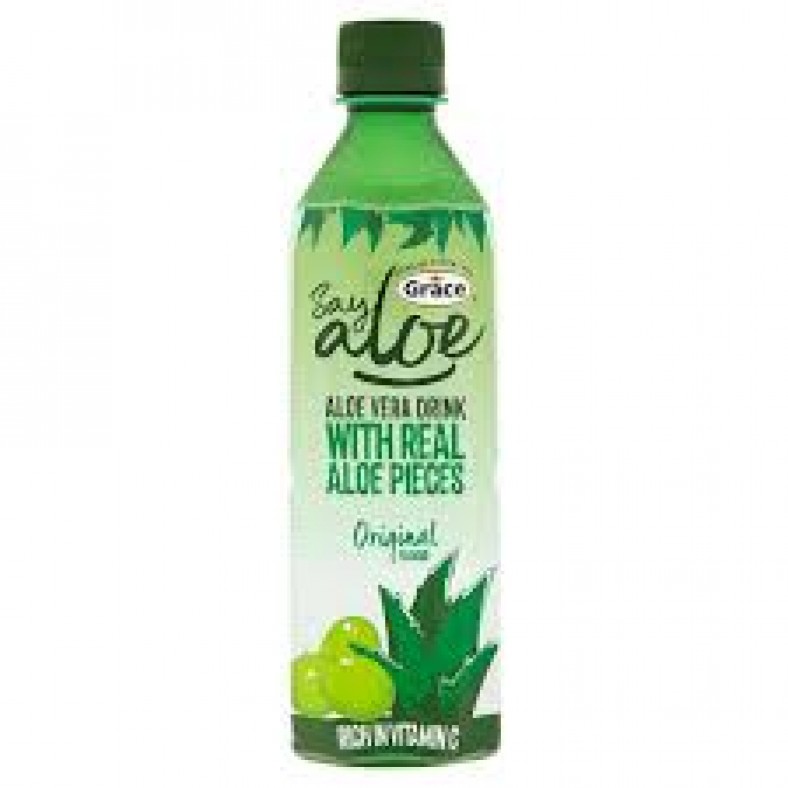 Grace
Say
aloe
ALOE VERA DRINK
WITH REAL
ALOE PIECES
Original
RICH IN VITAMIN C